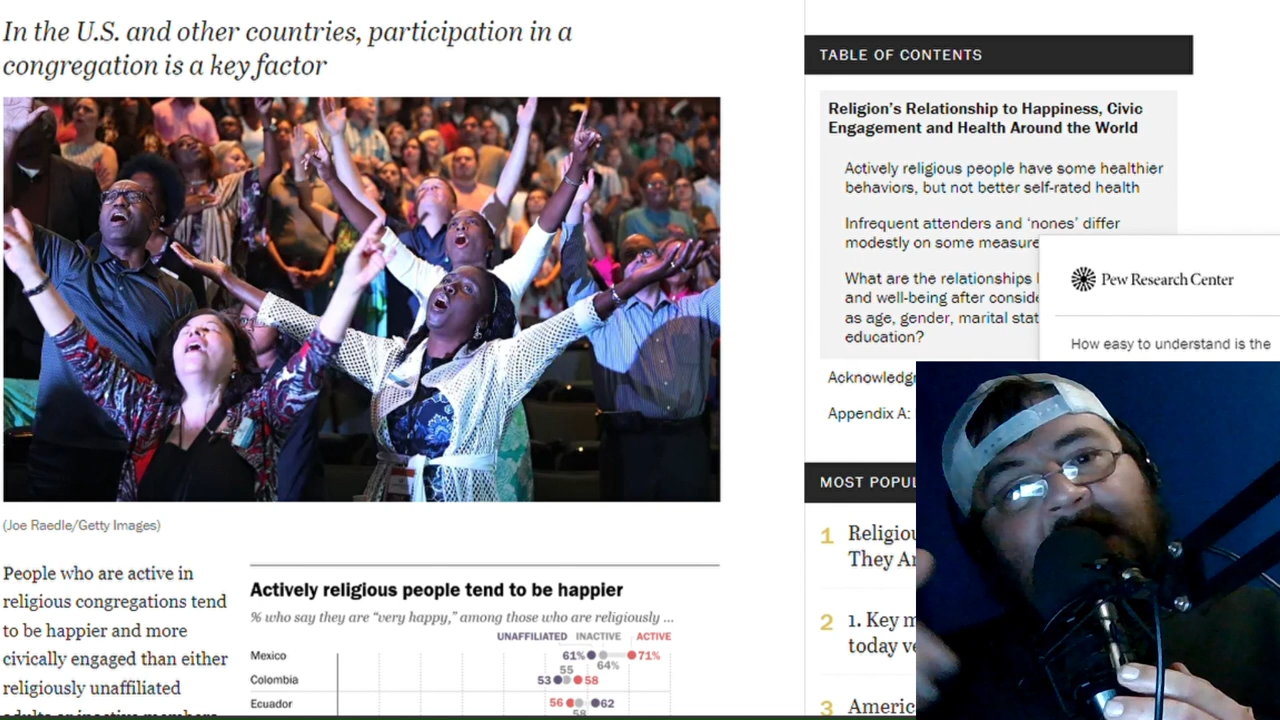 In the U.S. and other countries, participation in a
congregation is a key factor
(Joe Raedle/Getty Images)
People who are active in
religious congregations tend
to be happier and more
civically engaged than either
religiously unaffiliated
Actively religious people tend to be happier
% who say they are “very happy,” among those who are religiously ...
UNAFFILIATED INACTIVE ACTIVE
Mexico 61% 64% 71%
Colombia 53 55 58
Ecuador 56 58 62
TABLE OF CONTENTS
Religion’s Relationship to Happiness, Civic
Engagement and Health Around the World
Actively religious people have some healthier
behaviors, but not better self-rated health
Infrequent attenders and ‘nones’ differ
modestly on some measure
What are the relationships
and well-being after conside
as age, gender, marital stat
education?
Acknowledg
Appendix A:
Pew Research Center
How easy to understand is the
MOST POPU
1 Religiou
They Ar
2 1. Key m
today ve
3 Americ